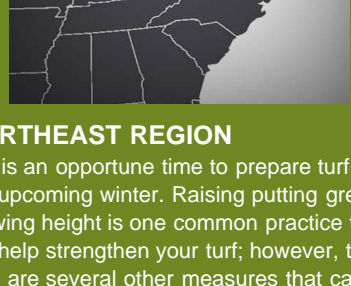 RTHEAST REGION
is an opportune time to prepare turf
upcoming winter. Raising putting gre
wing height is one common practice
help strengthen your turf; however, t
are several other measures that ca